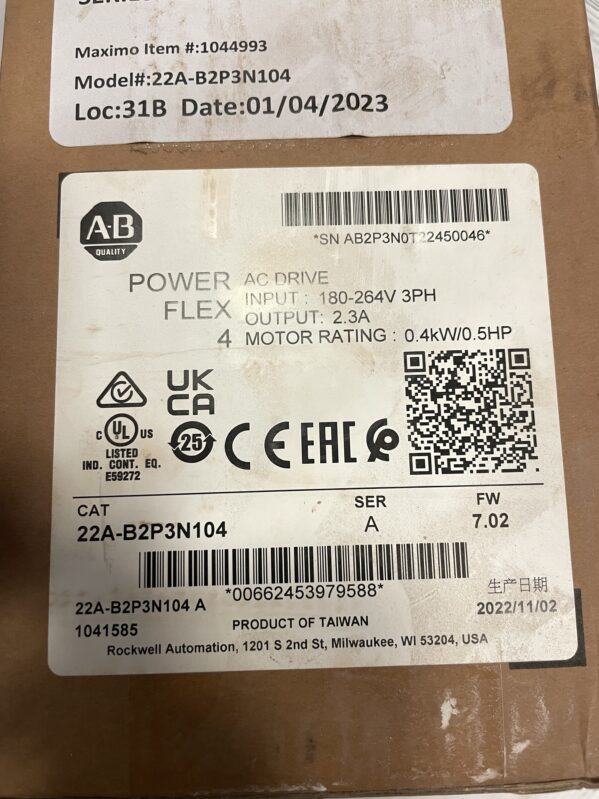 Maximo Item #:1044993
Model#:22A-B2P3N104
Loc:31B Date:01/04/2023
A-B
QUALITY
*SN AB2P3N0T22450046*
POWER FLEX 4
AC DRIVE
INPUT : 180-264V 3PH
OUTPUT: 2.3A
MOTOR RATING : 0.4kW/0.5HP
UK
CA
C UL US
LISTED
IND. CONT. EQ.
E59272
25
CE
EAC
CAT
22A-B2P3N104
SER
A
FW
7.02
*00662453979588*
22A-B2P3N104 A
1041585
生产日期
2022/11/02
PRODUCT OF TAIWAN
Rockwell Automation, 1201 S 2nd St, Milwaukee, WI 53204, USA